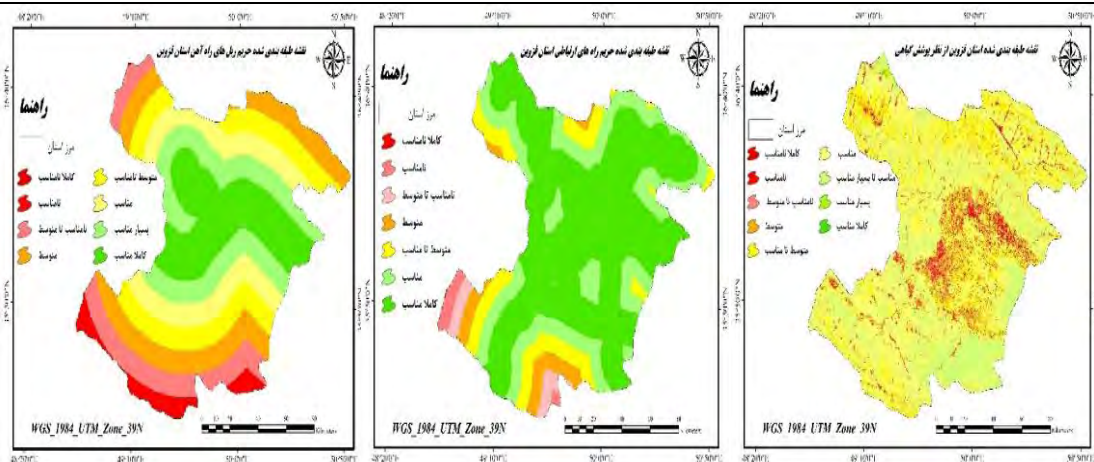 نقشه طبقه بندی شده حریم ریل های راه آهن استان قزوین
راهنما
مرز استان
کاملا نامناسب
نامناسب
نامناسب تا متوسط
متوسط
متوسط تا مناسب
مناسب
بسیار مناسب
کاملا مناسب
WGS_1984_UTM_Zone_39N
نقشه طبقه بندی شده حریم راه های ارتباطی استان قزوین
راهنما
مرز استان
کاملا نامناسب
نامناسب
نامناسب تا متوسط
متوسط
متوسط تا مناسب
مناسب
کاملا مناسب
WGS_1984_UTM_Zone_39N
نقشه طبقه بندی شده استان قزوین از نظر پوشش گیاهی
راهنما
مرز استان
کاملا نامناسب
نامناسب
نامناسب تا متوسط
متوسط
متوسط تا مناسب
مناسب
مناسب تا بسیار مناسب
بسیار مناسب
کاملا مناسب
WGS_1984_UTM_Zone_39N